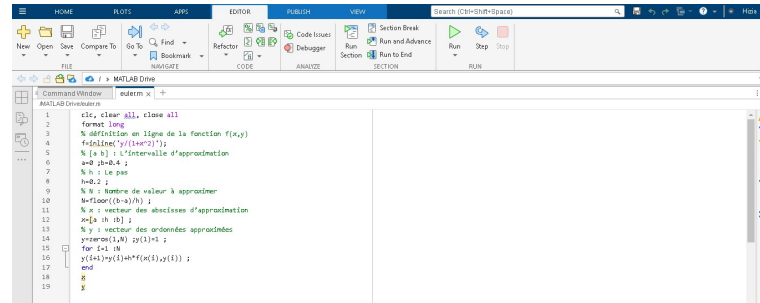 HOME PLOTS APPS EDITOR PUBLISH VIEW Search (Ctrl+Shift+Space)
New Open Save Compare To Go To Find Bookmark Refactor Code Issues Debugger Run Section Section Break Run and Advance Run to End Run Step Stop
FILE NAVIGATE CODE ANALYZE SECTION RUN
/ > MATLAB Drive
Command Window euler.m × +
/MATLAB Drive/euler.m
1 clc, clear all, close all
2 format long
3 % définition en ligne de la fonction f(x,y)
4 f=inline('y/(1+x^2)');
5 % [a b] : L'intervalle d'approximation
6 a=0 ;b=0.4 ;
7 % h : Le pas
8 h=0.2 ;
9 % N : Nombre de valeur à approximer
10 N=floor((b-a)/h) ;
11 % x : vecteur des abscisses d'approximation
12 x=[a :h :b] ;
13 % y : vecteur des ordonnées approximées
14 y=zeros(1,N) ;y(1)=1 ;
15 for i=1 :N
16 y(i+1)=y(i)+h*f(x(i),y(i)) ;
17 end
18 x
19 y